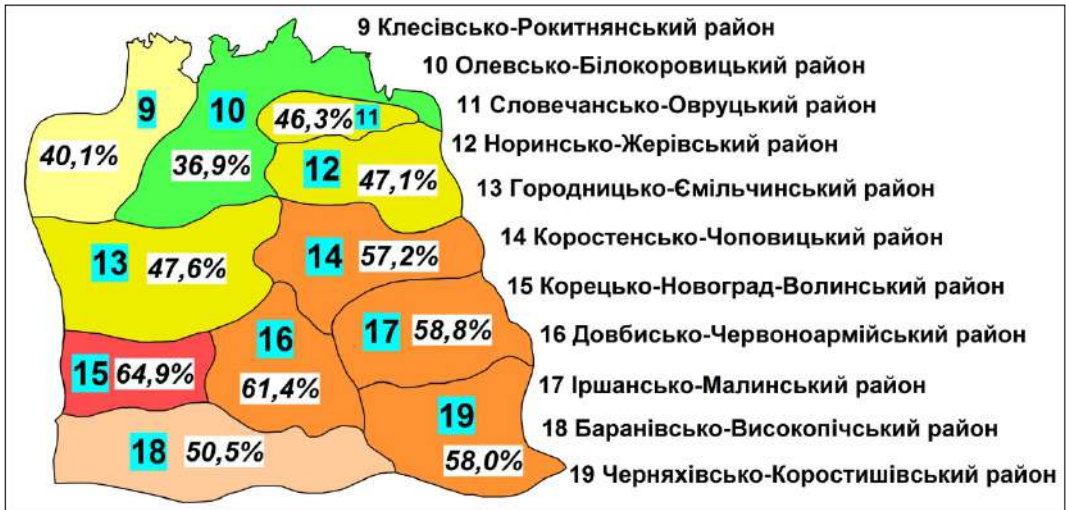 9 Клесівсько-Рокитнянський район
10 Олевсько-Білокоровицький район
11 Словечансько-Овруцький район
12 Норинсько-Жерівський район
13 Городницько-Ємільчинський район
14 Коростенсько-Чоповицький район
15 Корецько-Новоград-Волинський район
16 Довбисько-Червоноармійський район
17 Іршансько-Малинський район
18 Баранівсько-Високопічський район
19 Черняхівсько-Коростишівський район
9
40,1%
10
36,9%
46,3% 11
12
47,1%
13 47,6%
14 57,2%
15 64,9%
16
61,4%
17 58,8%
18 50,5%
19
58,0%